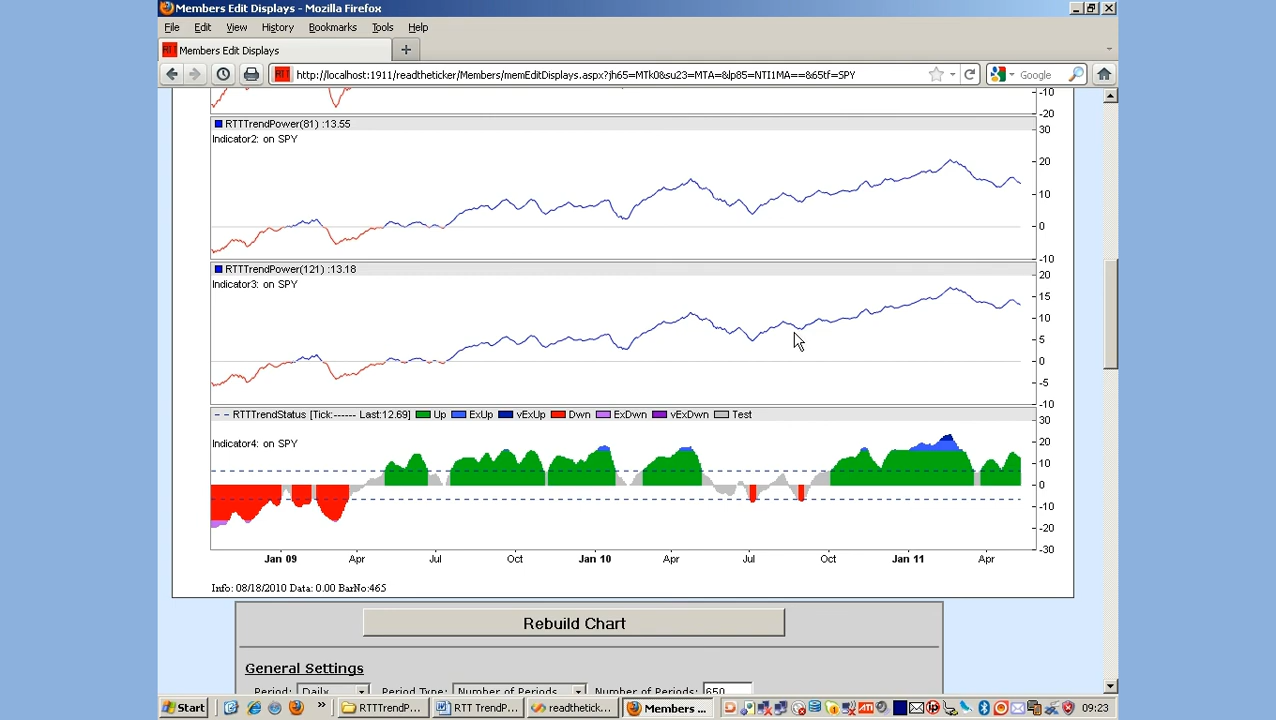 Members Edit Displays - Mozilla Firefox
File Edit View History Bookmarks Tools Help
RTT Members Edit Displays
RTT http://localhost:1911/readtheticker/Members/memEditDisplays.aspx?jh65=MTk0&su23=MTA=&lp85=NTI1MA==&65tf=SPY Google
-10
-20
RTTTrendPower(81) :13.55
30
Indicator2: on SPY
20
10
0
-10
RTTTrendPower(121) :13.18
20
Indicator3: on SPY
15
10
5
0
-5
-10
RTTTrendStatus [Tick:------ Last:12.69] Up ExUp vExUp Dwn ExDwn vExDwn Test
30
Indicator4: on SPY
20
10
0
-10
-20
-30
Jan 09 Apr Jul Oct Jan 10 Apr Jul Oct Jan 11 Apr
Info: 08/18/2010 Data: 0.00 BarNo:465
Rebuild Chart
General Settings
Period: Daily Period Type: Number of Periods Number of Periods: 650
Start » RTTTrendP... RTT TrendP... readthetick... Members ... 09:23